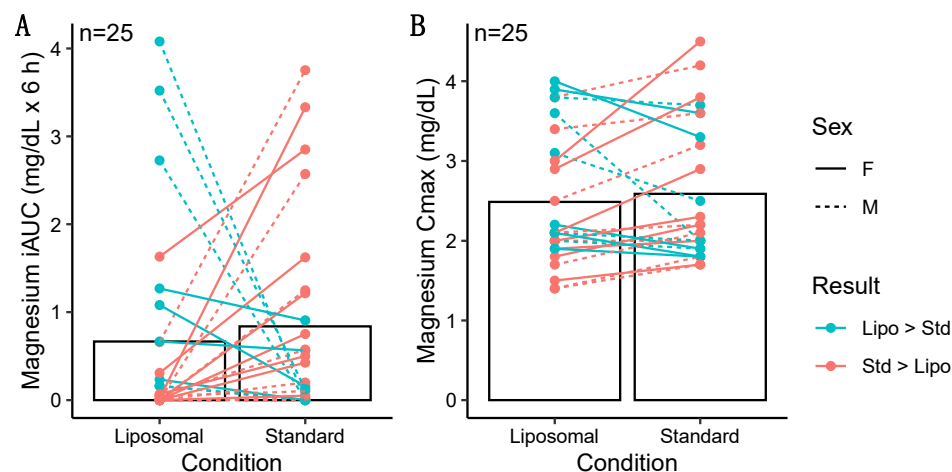 A
n=25
Magnesium iAUC (mg/dL x 6 h)
4
3
2
1
0
Liposomal
Standard
Condition
B
n=25
Magnesium Cmax (mg/dL)
4
3
2
1
0
Liposomal
Standard
Condition
Sex
F
M
Result
Lipo > Std
Std > Lipo